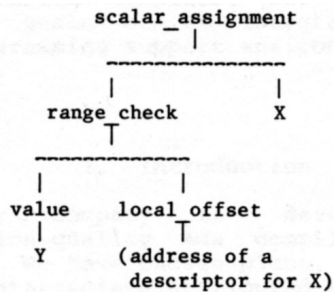 scalar_assignment
range_check X
value local_offset
Y (address of a
descriptor for X)